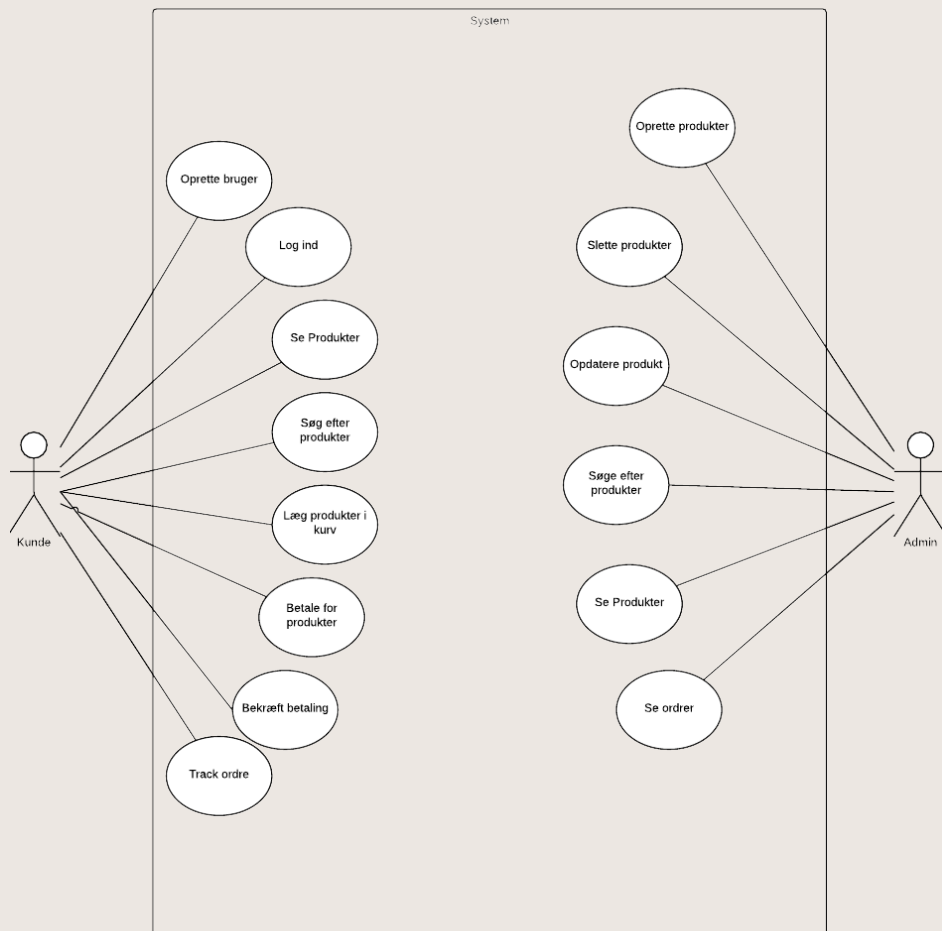 System
Oprette produkter
Oprette bruger
Log ind
Slette produkter
Se Produkter
Opdatere produkt
Søg efter
produkter
Søge efter
produkter
Læg produkter i
kurv
Kunde
Admin
Betale for
produkter
Se Produkter
Bekræft betaling
Se ordrer
Track ordre